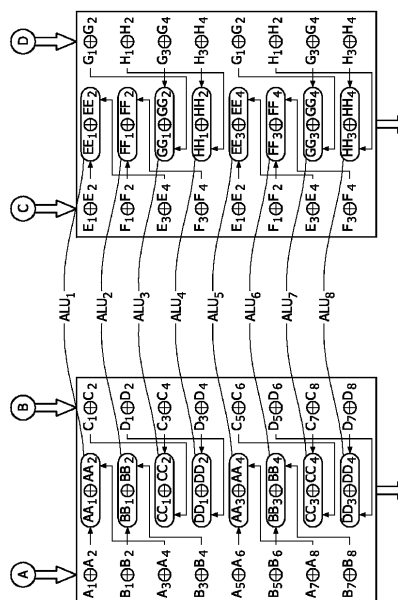 A B C D
ALU₁
A₁⊕A₂ AA₁⊕AA₂ C₁⊕C₂ E₁⊕E₂ EE₁⊕EE₂ G₁⊕G₂
ALU₂
B₁⊕B₂ BB₁⊕BB₂ D₁⊕D₂ F₁⊕F₂ FF₁⊕FF₂ H₁⊕H₂
ALU₃
A₃⊕A₄ CC₁⊕CC₂ C₃⊕C₄ E₃⊕E₄ GG₁⊕GG₂ G₃⊕G₄
ALU₄
B₃⊕B₄ DD₁⊕DD₂ D₃⊕D₄ F₃⊕F₄ HH₁⊕HH₂ H₃⊕H₄
ALU₅
A₅⊕A₆ AA₃⊕AA₄ C₅⊕C₆ E₁⊕E₂ EE₃⊕EE₄ G₁⊕G₂
ALU₆
B₅⊕B₆ BB₃⊕BB₄ D₅⊕D₆ F₁⊕F₂ FF₃⊕FF₄ H₁⊕H₂
ALU₇
A₇⊕A₈ CC₃⊕CC₄ C₇⊕C₈ E₃⊕E₄ GG₃⊕GG₄ G₃⊕G₄
ALU₈
B₇⊕B₈ DD₃⊕DD₄ D₇⊕D₈ F₃⊕F₄ HH₃⊕HH₄ H₃⊕H₄